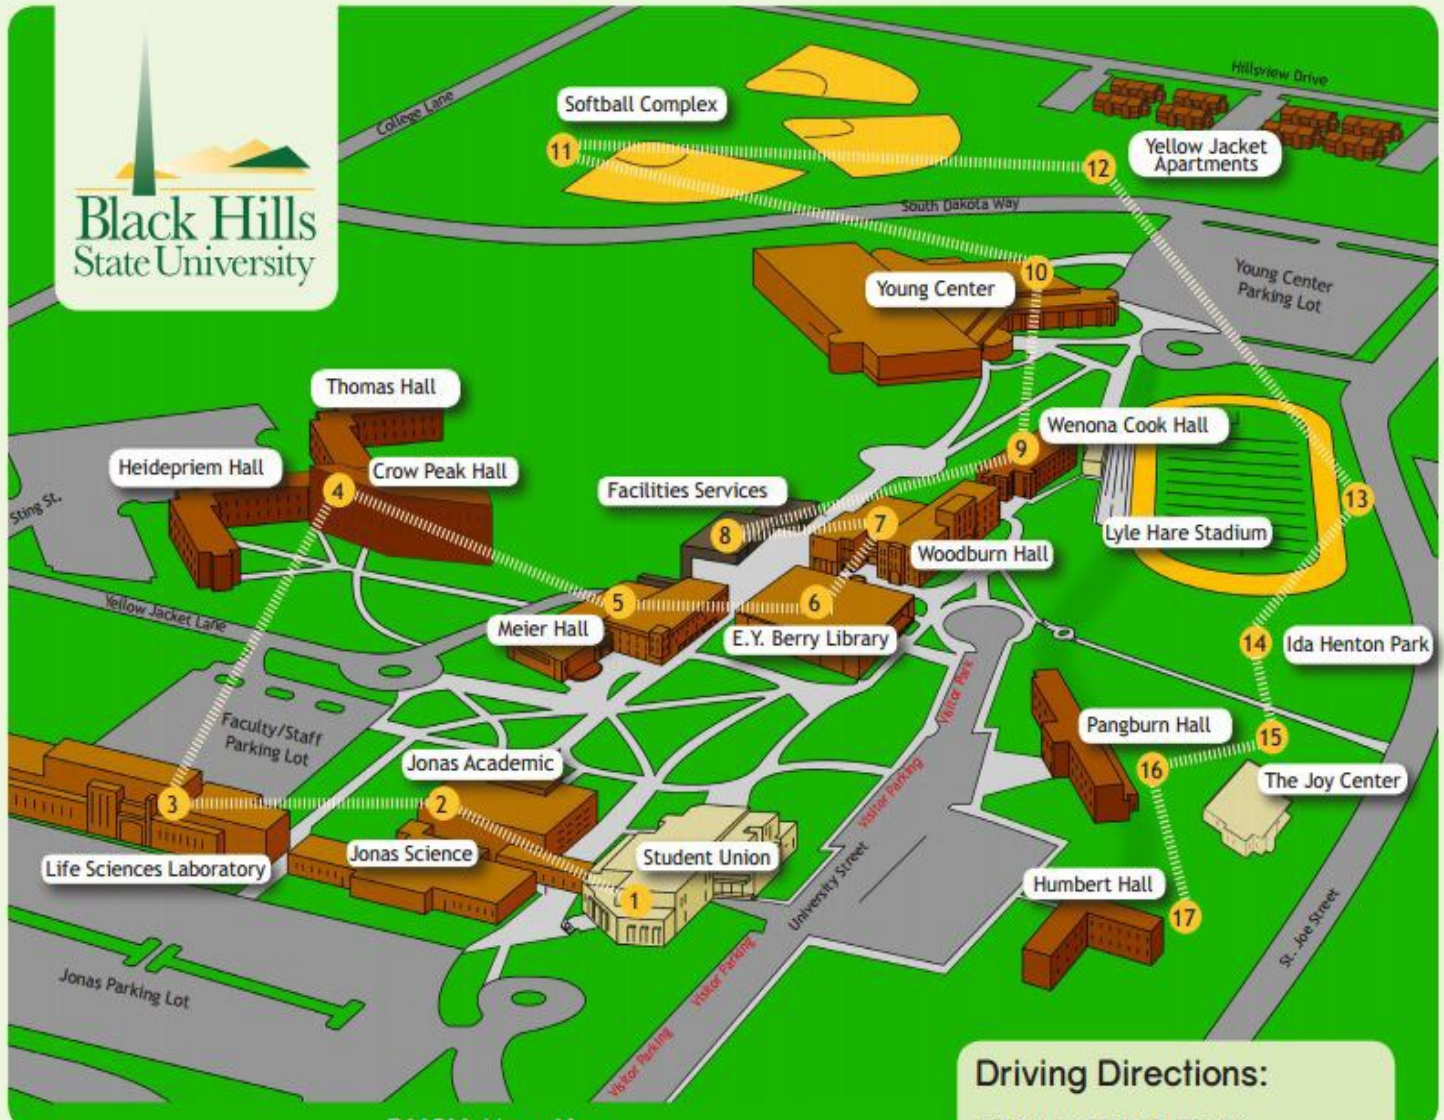 Hillsview Drive
College Lane
Softball Complex
11
12
Yellow Jacket
Apartments
Black Hills
State University
South Dakota Way
10
Young Center
Young Center
Parking Lot
Thomas Hall
Wenona Cook Hall
9
Heidepriem Hall
Crow Peak Hall
4
Facilities Services
13
Sting St.
8
7
Lyle Hare Stadium
Woodburn Hall
Yellow Jacket Lane
5
6
Meier Hall
E.Y. Berry Library
14
Ida Henton Park
Visitor Park
Faculty/Staff
Parking Lot
Pangburn Hall
15
Jonas Academic
16
The Joy Center
3
2
Visitor Parking
Jonas Science
Student Union
Life Sciences Laboratory
University Street
Humbert Hall
1
17
St. Joe Street
Visitor Parking
Jonas Parking Lot
Visitor Parking
Driving Directions: